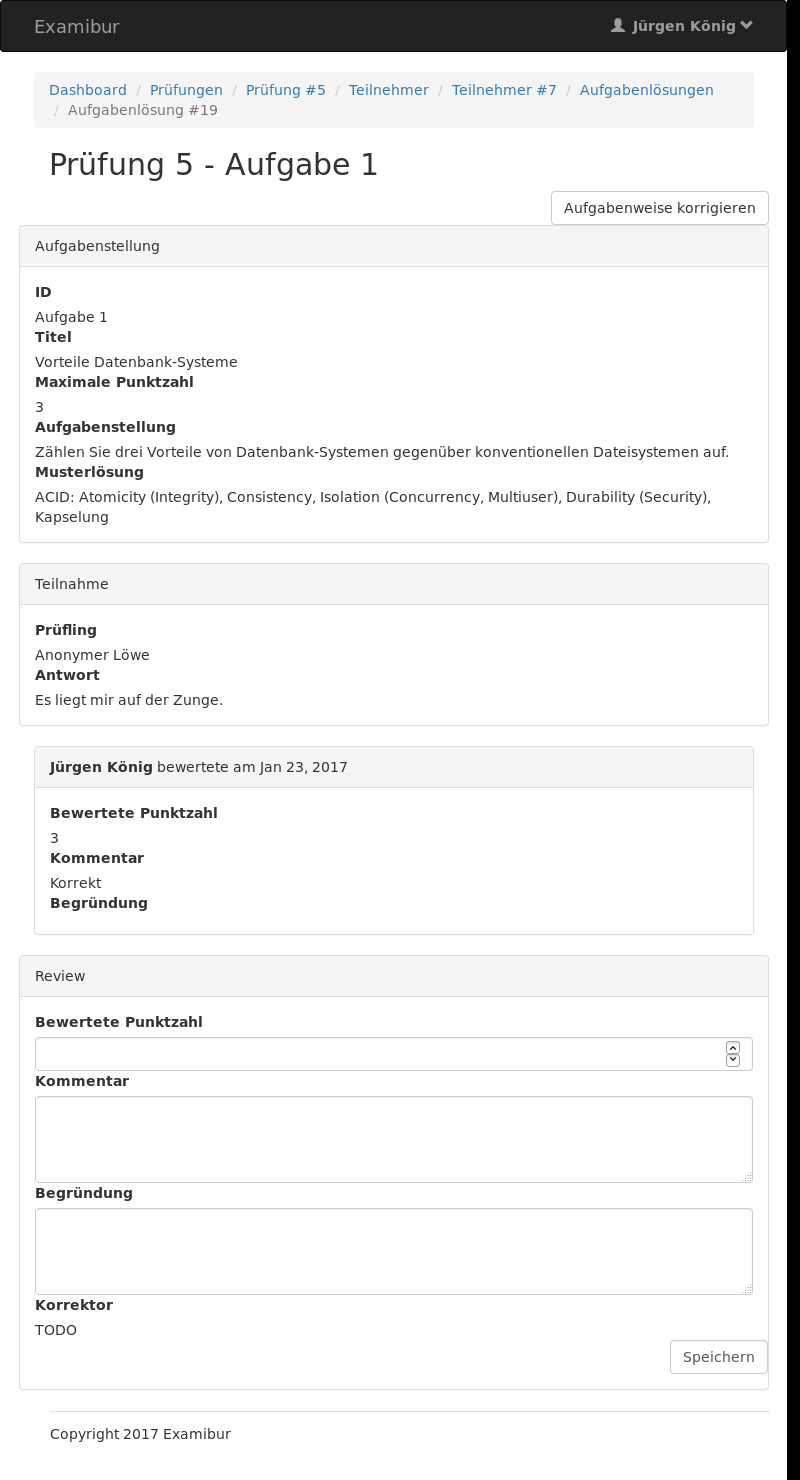 Examibur
Jürgen König
Dashboard / Prüfungen / Prüfung #5 / Teilnehmer / Teilnehmer #7 / Aufgabenlösungen
/ Aufgabenlösung #19
Prüfung 5 - Aufgabe 1
Aufgabenweise korrigieren
Aufgabenstellung
ID
Aufgabe 1
Titel
Vorteile Datenbank-Systeme
Maximale Punktzahl
3
Aufgabenstellung
Zählen Sie drei Vorteile von Datenbank-Systemen gegenüber konventionellen Dateisystemen auf.
Musterlösung
ACID: Atomicity (Integrity), Consistency, Isolation (Concurrency, Multiuser), Durability (Security),
Kapselung
Teilnahme
Prüfling
Anonymer Löwe
Antwort
Es liegt mir auf der Zunge.
Jürgen König bewertete am Jan 23, 2017
Bewertete Punktzahl
3
Kommentar
Korrekt
Begründung
Review
Bewertete Punktzahl
Kommentar
Begründung
Korrektor
TODO
Speichern
Copyright 2017 Examibur